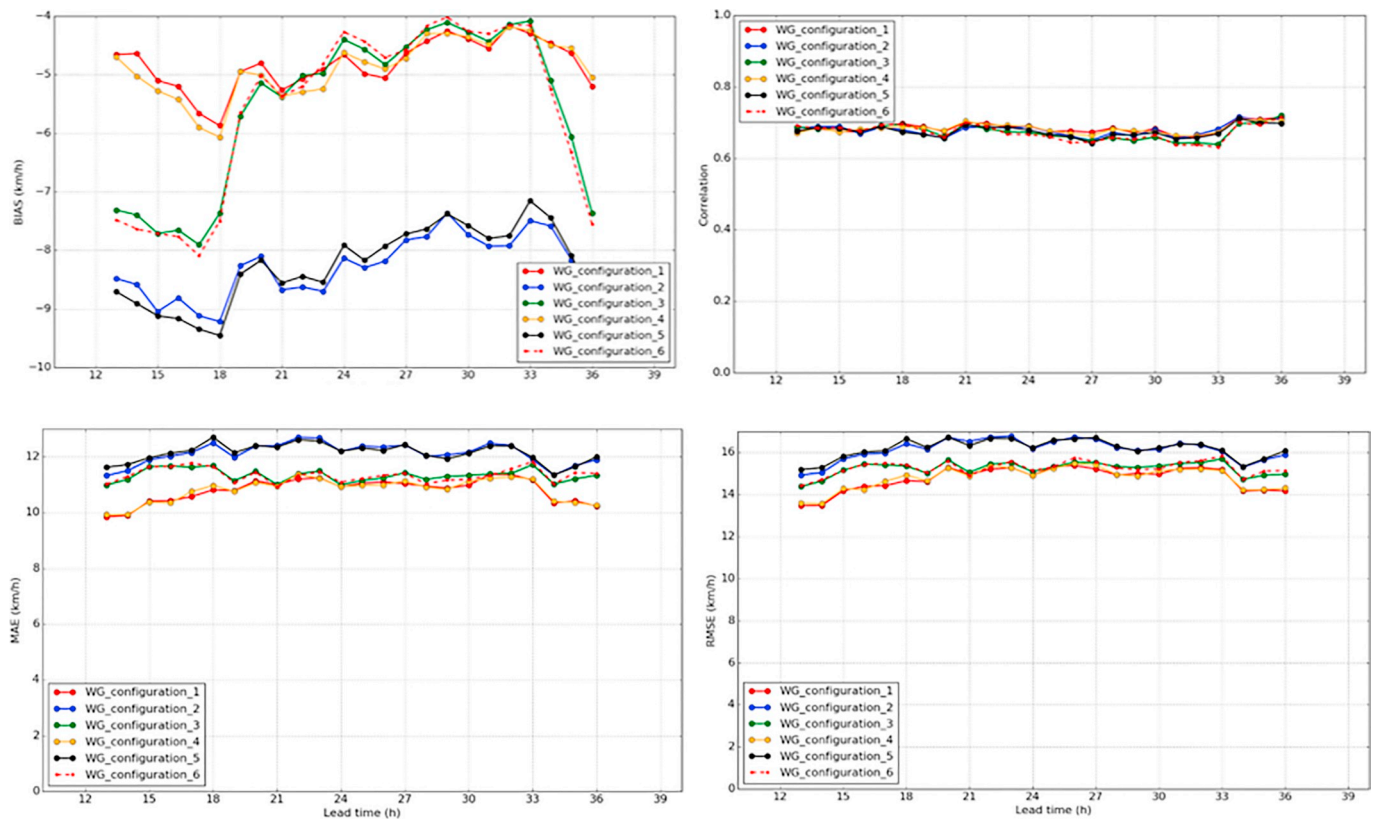 −4
−5
−6
−7
−8
−9
−10
BIAS (km/h)
WG_configuration_1
WG_configuration_2
WG_configuration_3
WG_configuration_4
WG_configuration_5
WG_configuration_6
12 15 18 21 24 27 30 33 36 39
1.0
0.8
0.6
0.4
0.2
0.0
Correlation
WG_configuration_1
WG_configuration_2
WG_configuration_3
WG_configuration_4
WG_configuration_5
WG_configuration_6
12 15 18 21 24 27 30 33 36 39
12
10
8
6
4
2
0
MAE (km/h)
WG_configuration_1
WG_configuration_2
WG_configuration_3
WG_configuration_4
WG_configuration_5
WG_configuration_6
12 15 18 21 24 27 30 33 36 39
Lead time (h)
16
14
12
10
8
6
4
2
0
RMSE (km/h)
WG_configuration_1
WG_configuration_2
WG_configuration_3
WG_configuration_4
WG_configuration_5
WG_configuration_6
12 15 18 21 24 27 30 33 36 39
Lead time (h)